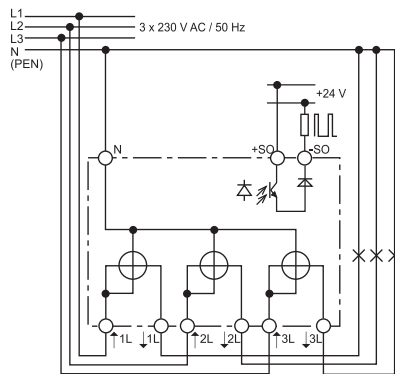 L1
L2 3 x 230 V AC / 50 Hz
L3
N
(PEN)
+24 V
N +SO -SO
1L 1L 2L 2L 3L 3L